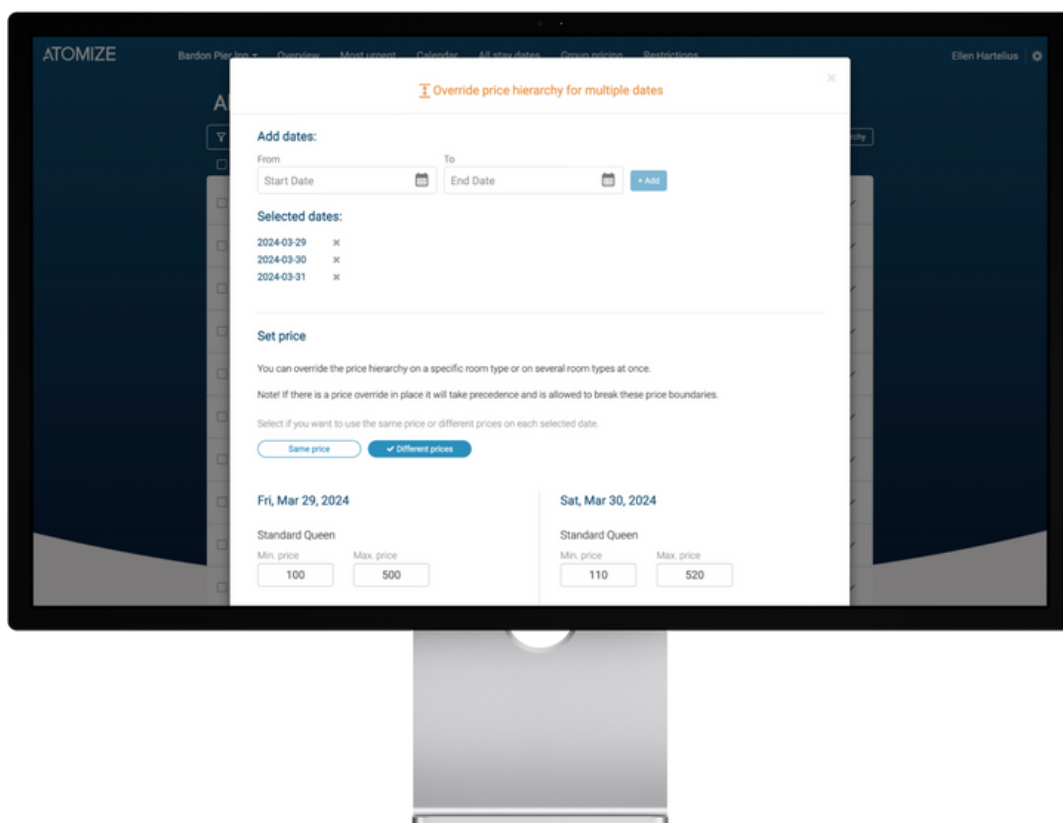 ATOMIZE
Bardon Pier Inn Overview Most urgent Calendar All stay dates Group pricing Restrictions Ellen Hartelius
Override price hierarchy for multiple dates
Add dates:
From To
Start Date End Date + Add
Selected dates:
2024-03-29
2024-03-30
2024-03-31
Set price
You can override the price hierarchy on a specific room type or on several room types at once.
Note! If there is a price override in place it will take precedence and is allowed to break these price boundaries.
Select if you want to use the same price or different prices on each selected date.
Same price Different prices
Fri, Mar 29, 2024 Sat, Mar 30, 2024
Standard Queen Standard Queen
Min. price Max. price Min. price Max. price
100 500 110 520